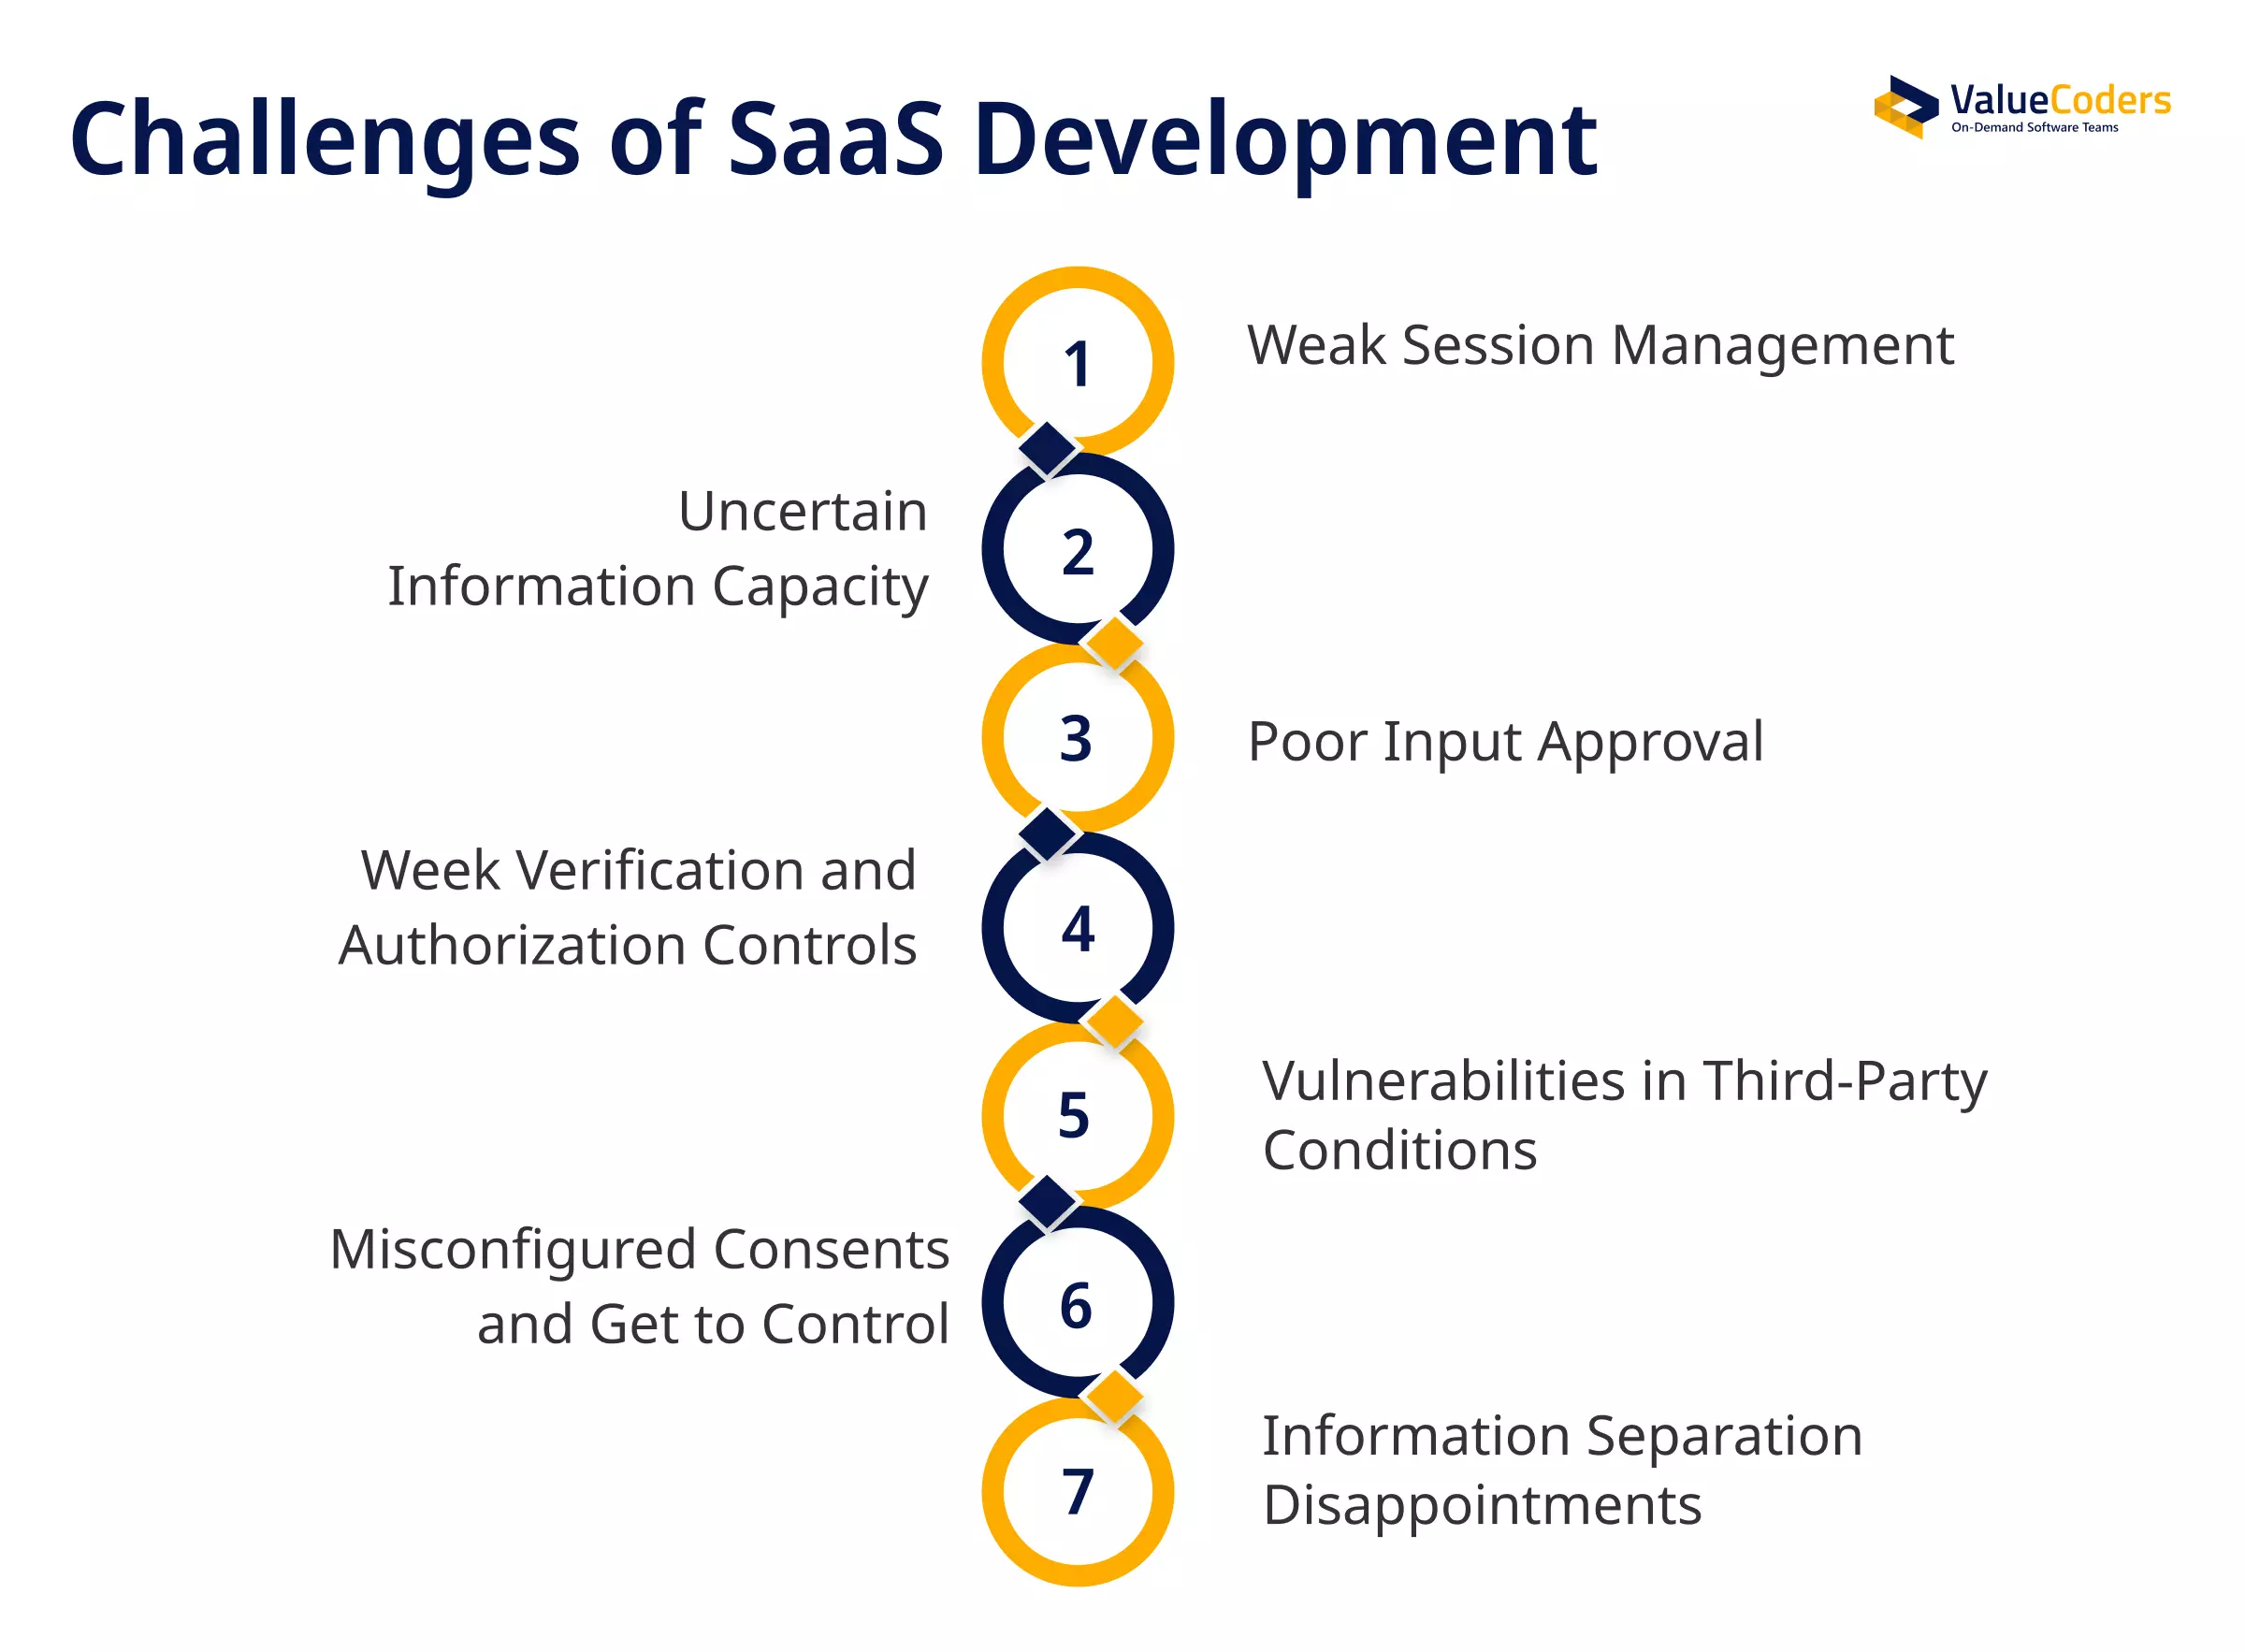 Challenges of SaaS Development
ValueCoders
On-Demand Software Teams
1
Weak Session Management
Uncertain
Information Capacity
2
3
Poor Input Approval
Week Verification and
Authorization Controls
4
5
Vulnerabilities in Third-Party
Conditions
Misconfigured Consents
and Get to Control
6
7
Information Separation
Disappointments